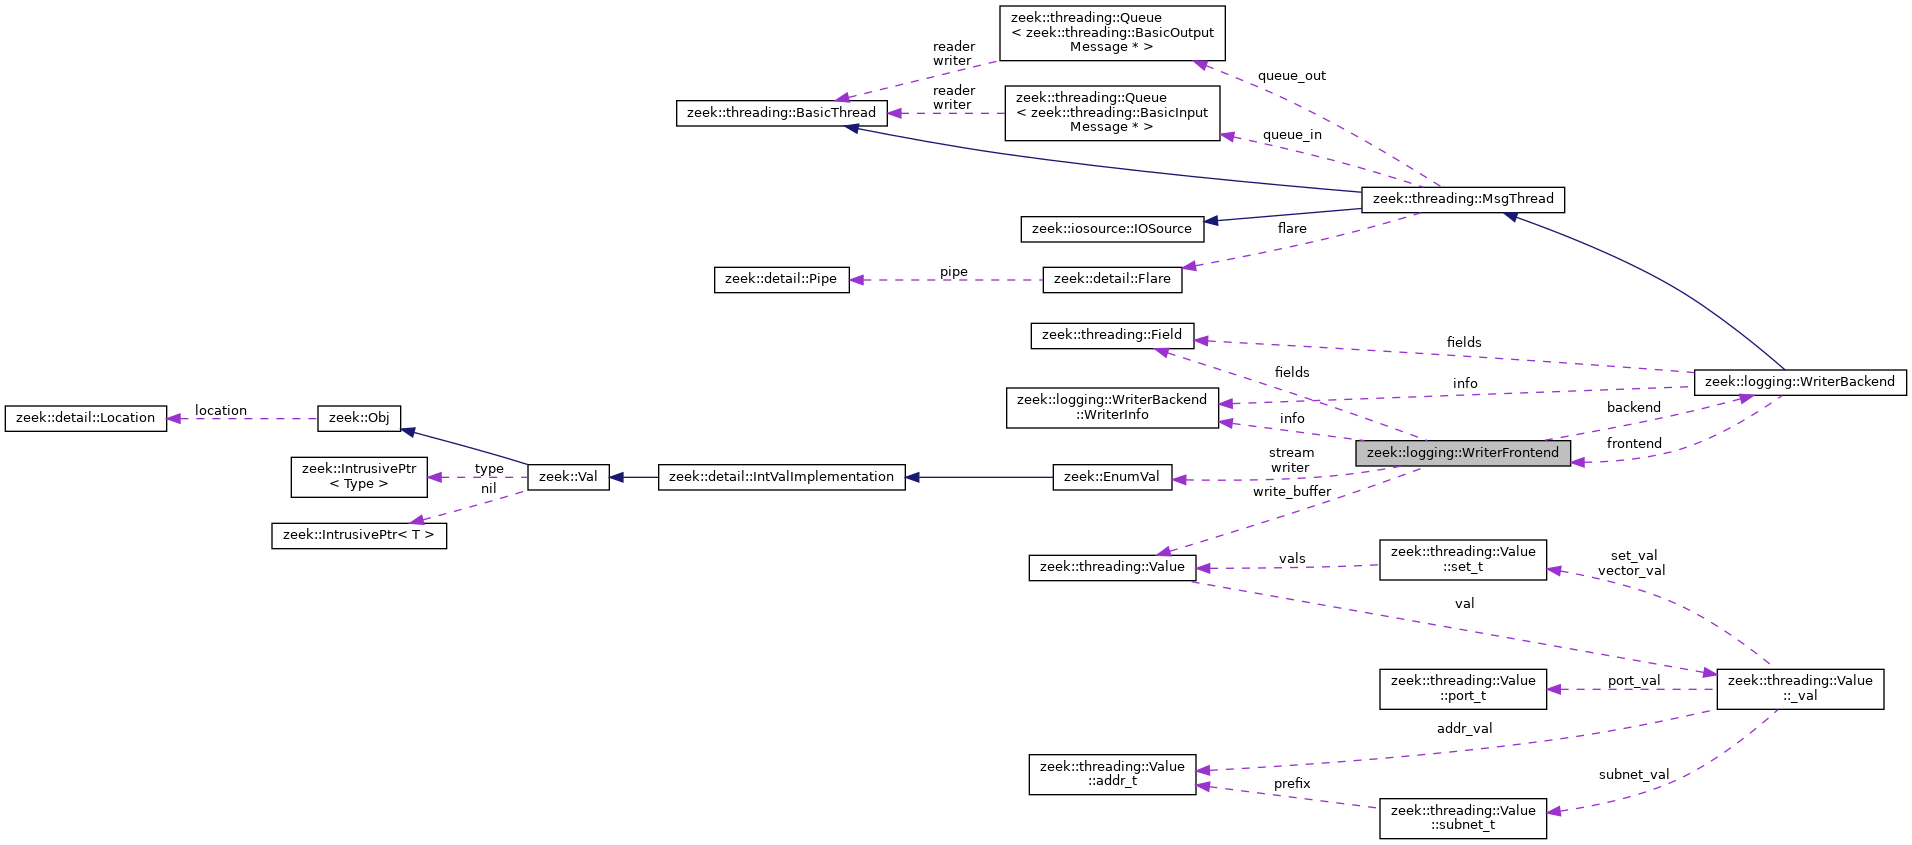 zeek::threading::Queue
< zeek::threading::BasicOutput
Message * >
reader
writer
queue_out
zeek::threading::Queue
< zeek::threading::BasicInput
Message * >
reader
writer
zeek::threading::BasicThread
queue_in
zeek::threading::MsgThread
zeek::iosource::IOSource
flare
zeek::detail::Pipe
pipe
zeek::detail::Flare
zeek::threading::Field
fields
fields
info
zeek::logging::WriterBackend
zeek::logging::WriterBackend
::WriterInfo
info
backend
frontend
zeek::detail::Location
location
zeek::Obj
zeek::logging::WriterFrontend
stream
writer
zeek::IntrusivePtr
< Type >
type
nil
zeek::Val
zeek::detail::IntValImplementation
zeek::EnumVal
write_buffer
zeek::IntrusivePtr< T >
zeek::threading::Value
vals
zeek::threading::Value
::set_t
set_val
vector_val
val
zeek::threading::Value
::port_t
port_val
zeek::threading::Value
::_val
addr_val
zeek::threading::Value
::addr_t
prefix
subnet_val
zeek::threading::Value
::subnet_t